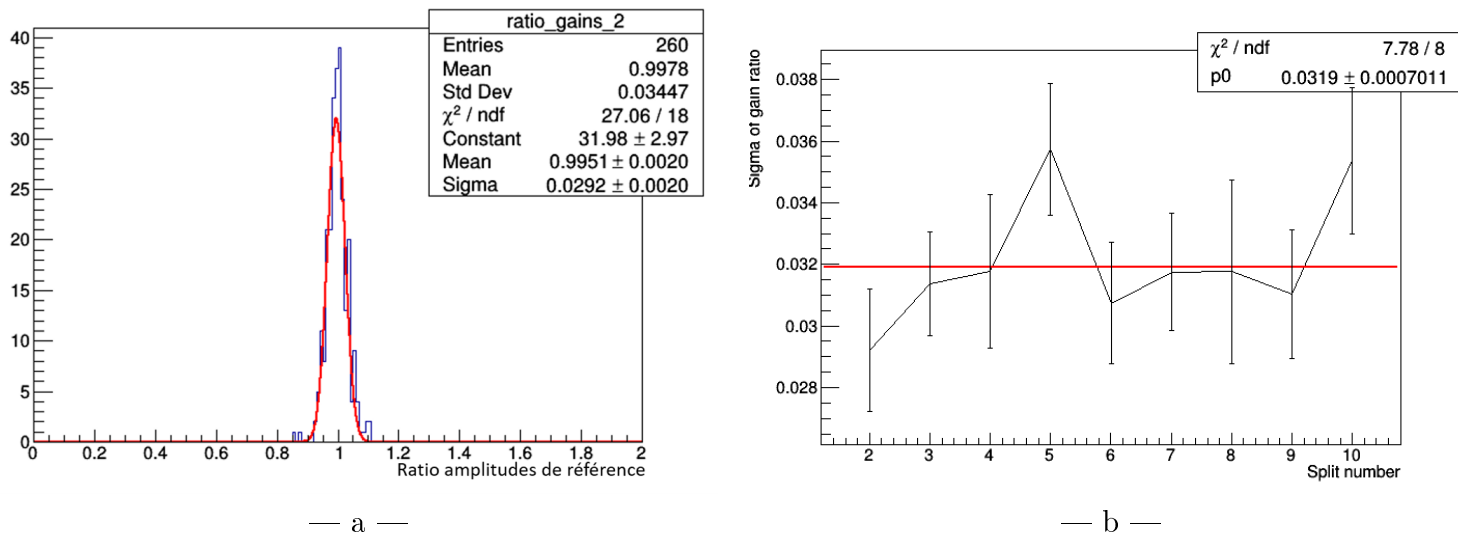 ratio_gains_2
Entries 260
Mean 0.9978
Std Dev 0.03447
χ² / ndf 27.06 / 18
Constant 31.98 ± 2.97
Mean 0.9951 ± 0.0020
Sigma 0.0292 ± 0.0020
40
35
30
25
20
15
10
5
0
0 0.2 0.4 0.6 0.8 1 1.2 1.4 1.6 1.8 2
Ratio amplitudes de référence
— a —
χ² / ndf 7.78 / 8
p0 0.0319 ± 0.0007011
Sigma of gain ratio
0.038
0.036
0.034
0.032
0.03
0.028
2 3 4 5 6 7 8 9 10
Split number
— b —